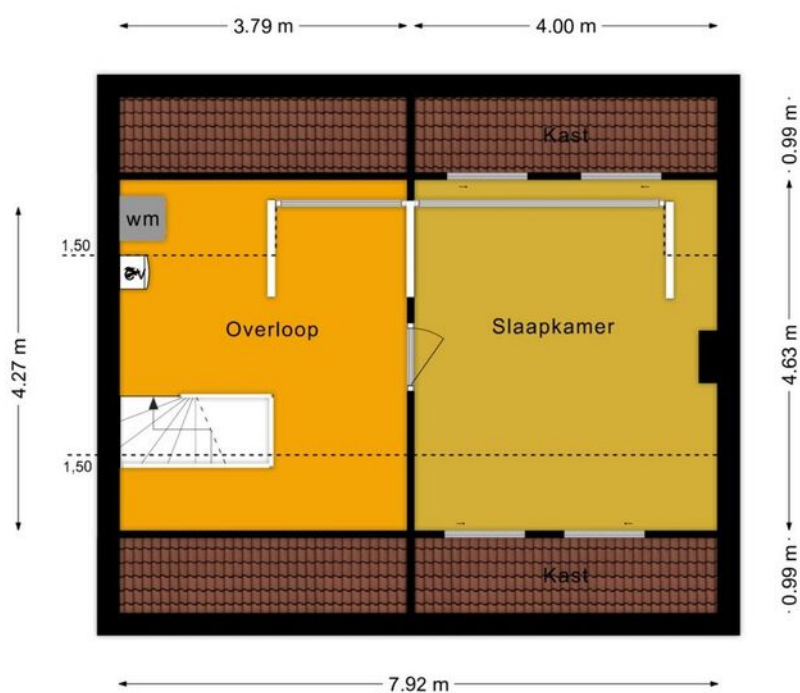 3.79 m
4.00 m
Kast
0.99 m
wm
1,50
CV
Overloop
Slaapkamer
4.27 m
4.63 m
1,50
Kast
0.99 m
7.92 m